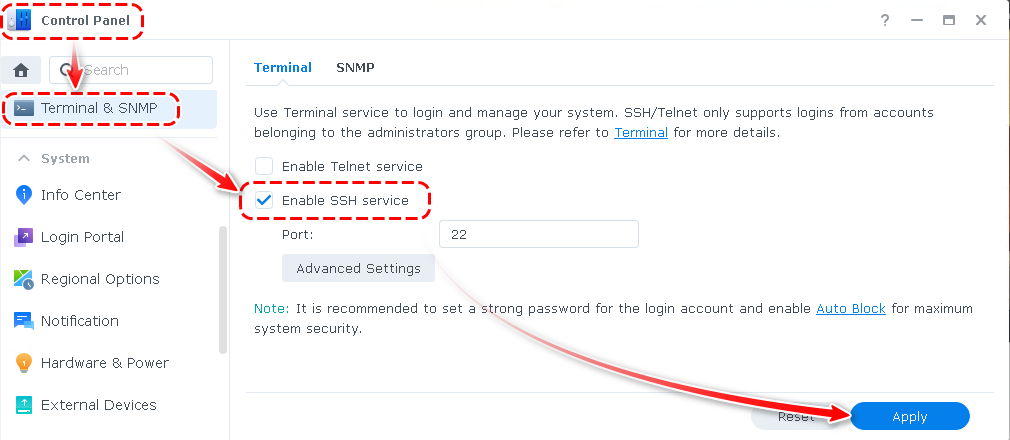 Control Panel
?
Search
Terminal & SNMP
System
Info Center
Login Portal
Regional Options
Notification
Hardware & Power
External Devices
Terminal SNMP
Use Terminal service to login and manage your system. SSH/Telnet only supports logins from accounts
belonging to the administrators group. Please refer to Terminal for more details.
Enable Telnet service
Enable SSH service
Port: 22
Advanced Settings
Note: It is recommended to set a strong password for the login account and enable Auto Block for maximum
system security.
Reset Apply